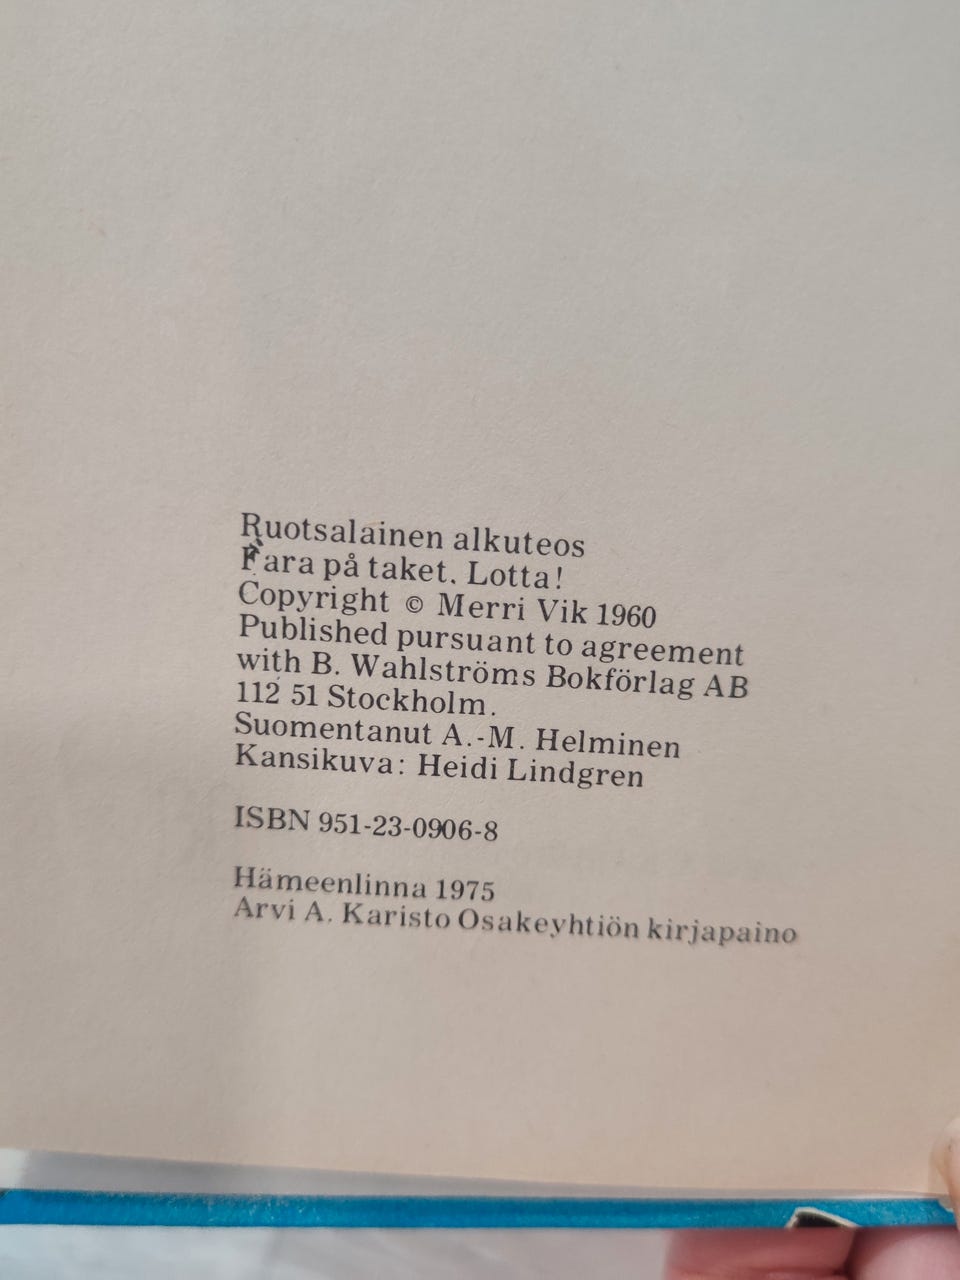 Ruotsalainen alkuteos
Fara på taket. Lotta!
Copyright © Merri Vik 1960
Published pursuant to agreement
with B. Wahlströms Bokförlag AB
112 51 Stockholm.
Suomentanut A.-M. Helminen
Kansikuva: Heidi Lindgren
ISBN 951-23-0906-8
Hämeenlinna 1975
Arvi A. Karisto Osakeyhtiön kirjapaino